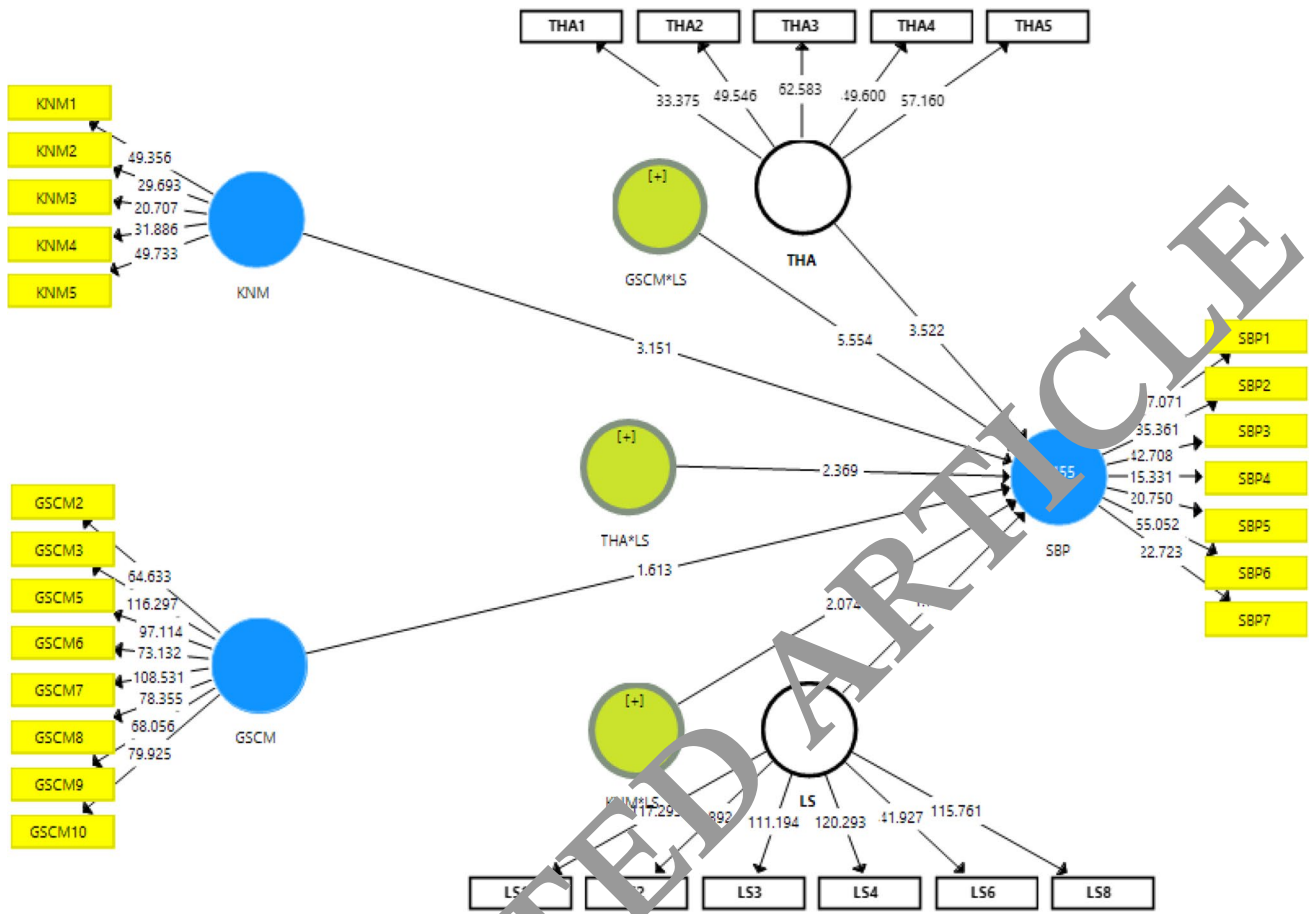 THA1
THA2
THA3
THA4
THA5
33.375
49.546
62.583
57.160
THA
[+]
GSCM*LS
KNM1
KNM2
KNM3
KNM4
KNM5
49.356
29.693
20.707
31.886
49.733
KNM
3.151
5.554
3.522
[+]
THA*LS
2.369
1.613
2.074
SBP
SBP1
SBP2
SBP3
SBP4
SBP5
SBP6
SBP7
35.361
42.708
15.331
20.750
55.052
22.723
GSCM2
GSCM3
GSCM5
GSCM6
GSCM7
GSCM8
GSCM9
GSCM10
64.633
116.297
97.114
73.132
108.531
78.355
68.056
79.925
GSCM
[+]
LS
111.194
120.293
115.761
LS3
LS4
LS6
LS8
TED ARTICLE